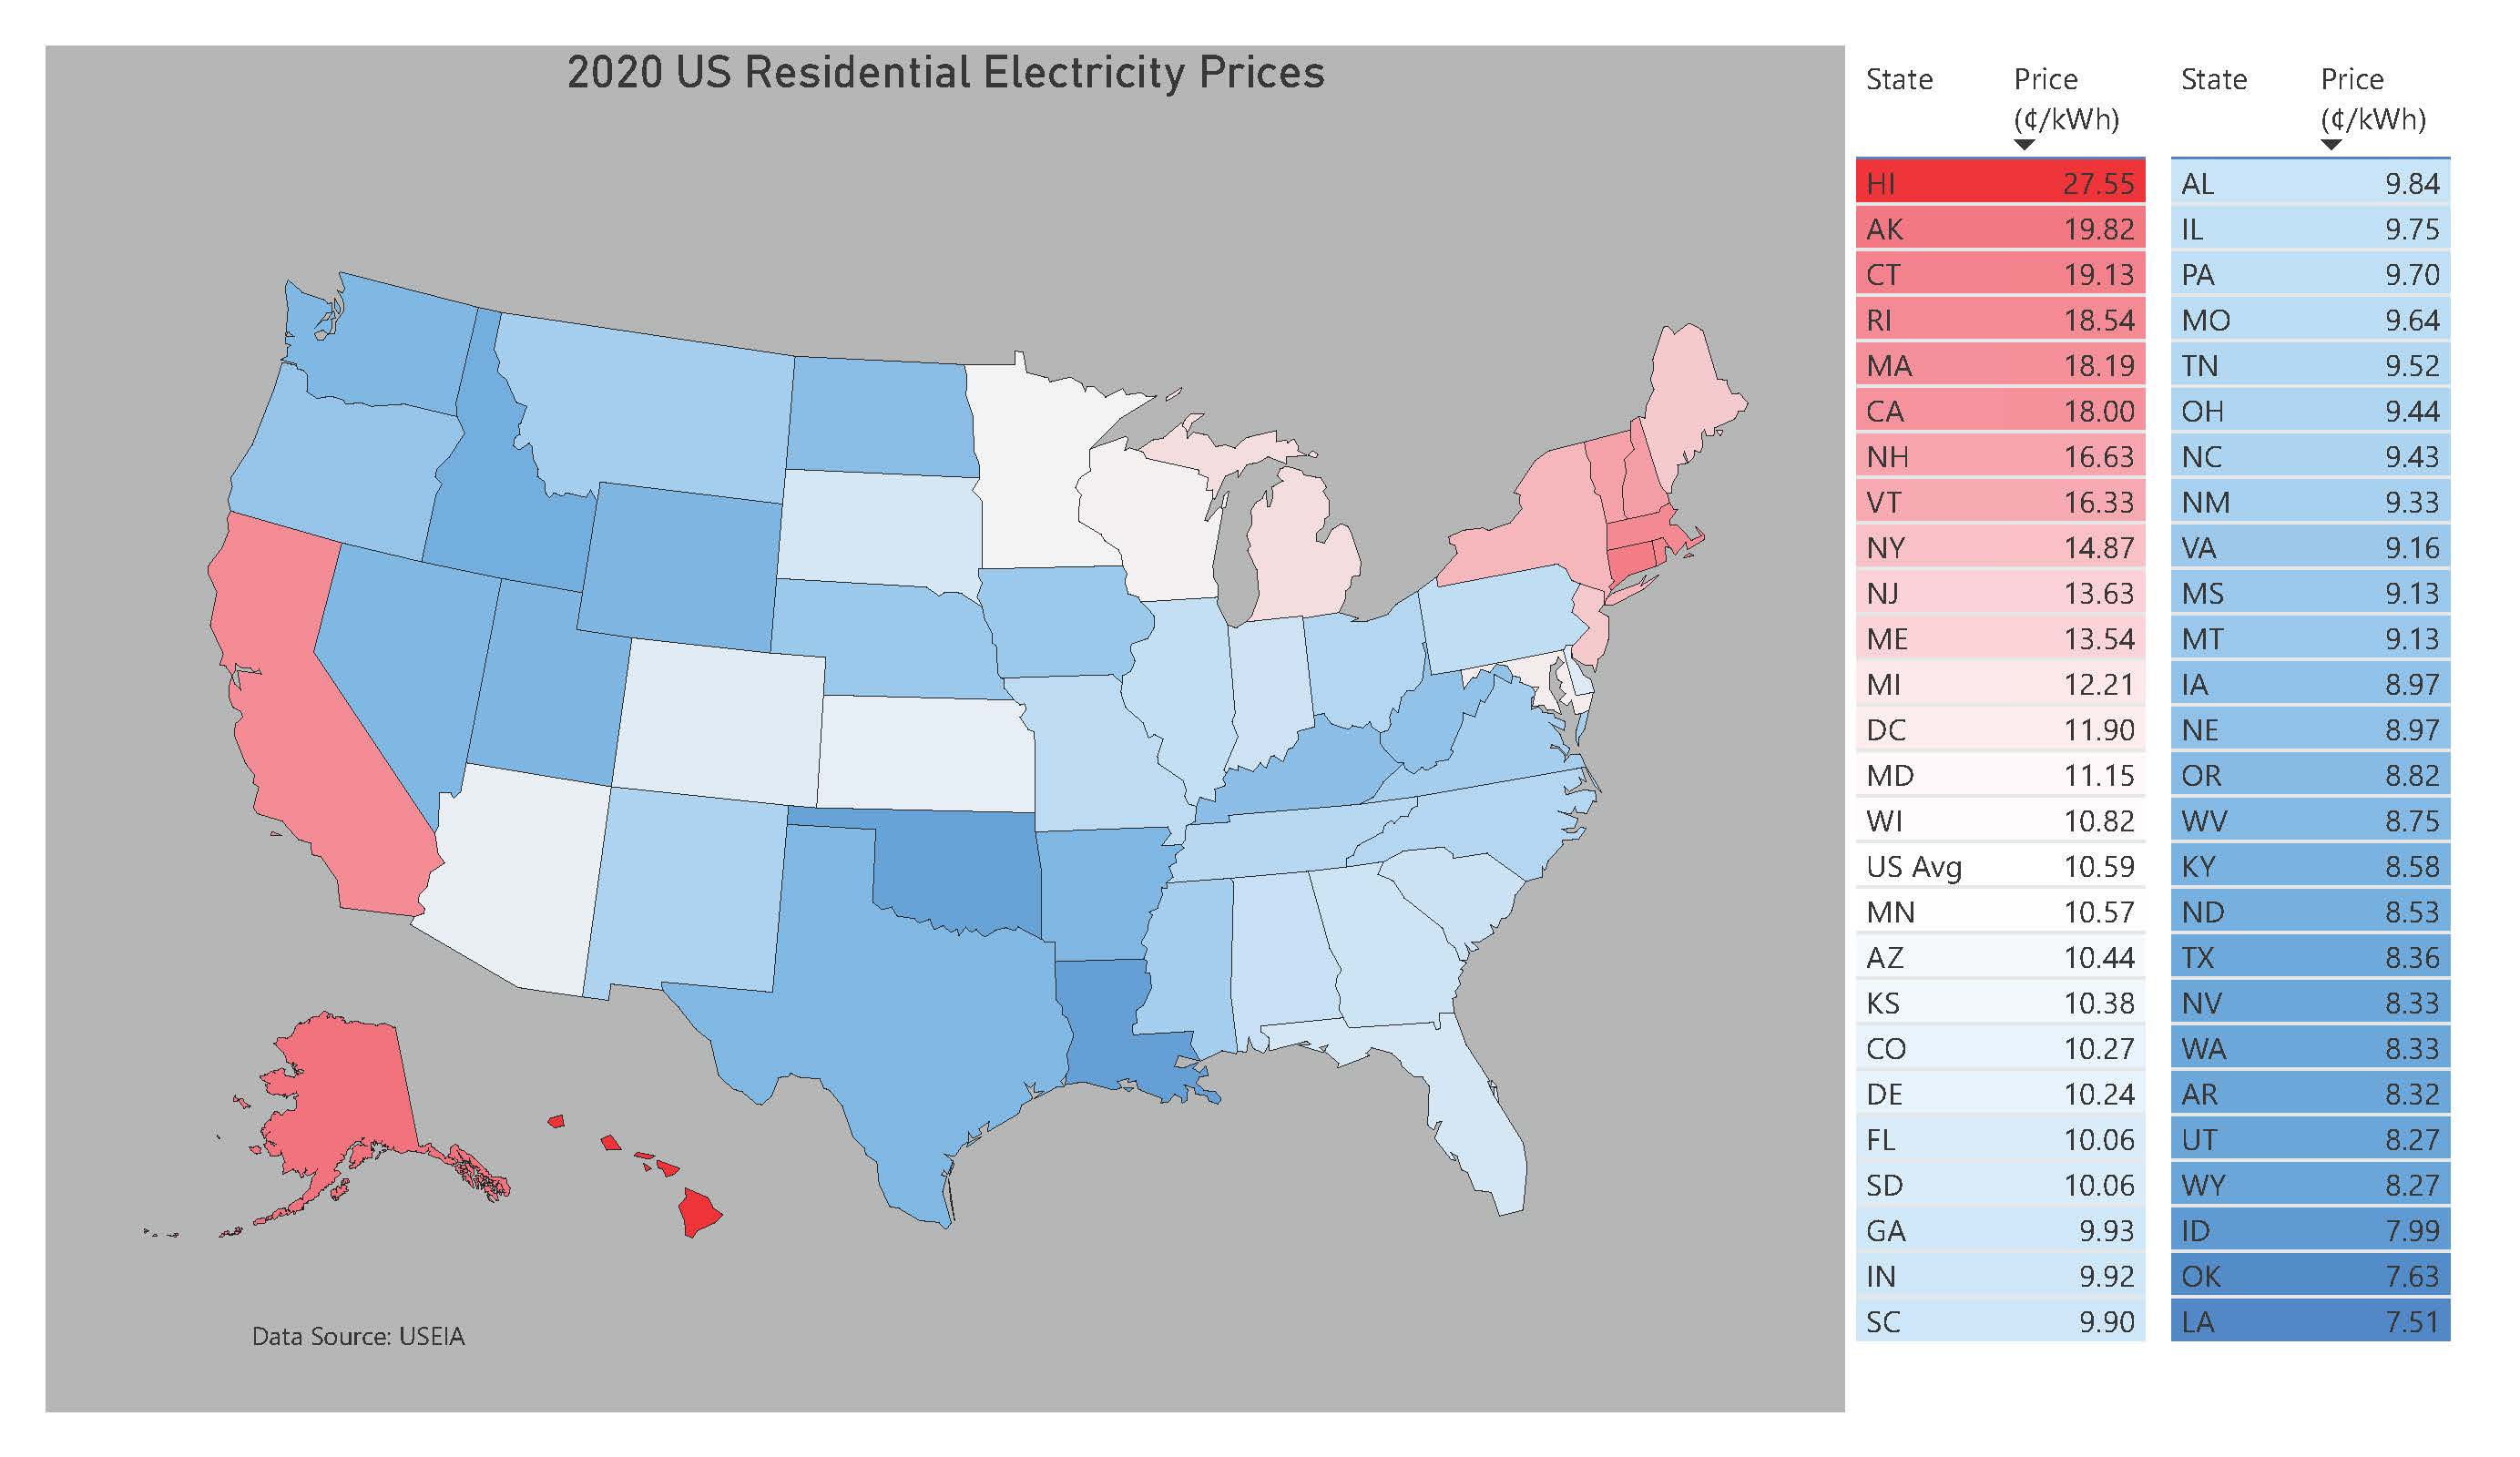 2020 US Residential Electricity Prices
State Price (¢/kWh) State Price (¢/kWh)
HI 27.55 AL 9.84
AK 19.82 IL 9.75
CT 19.13 PA 9.70
RI 18.54 MO 9.64
MA 18.19 TN 9.52
CA 18.00 OH 9.44
NH 16.63 NC 9.43
VT 16.33 NM 9.33
NY 14.87 VA 9.16
NJ 13.63 MS 9.13
ME 13.54 MT 9.13
MI 12.21 IA 8.97
DC 11.90 NE 8.97
MD 11.15 OR 8.82
WI 10.82 WV 8.75
US Avg 10.59 KY 8.58
MN 10.57 ND 8.53
AZ 10.44 TX 8.36
KS 10.38 NV 8.33
CO 10.27 WA 8.33
DE 10.24 AR 8.32
FL 10.06 UT 8.27
SD 10.06 WY 8.27
GA 9.93 ID 7.99
IN 9.92 OK 7.63
SC 9.90 LA 7.51
Data Source: USEIA